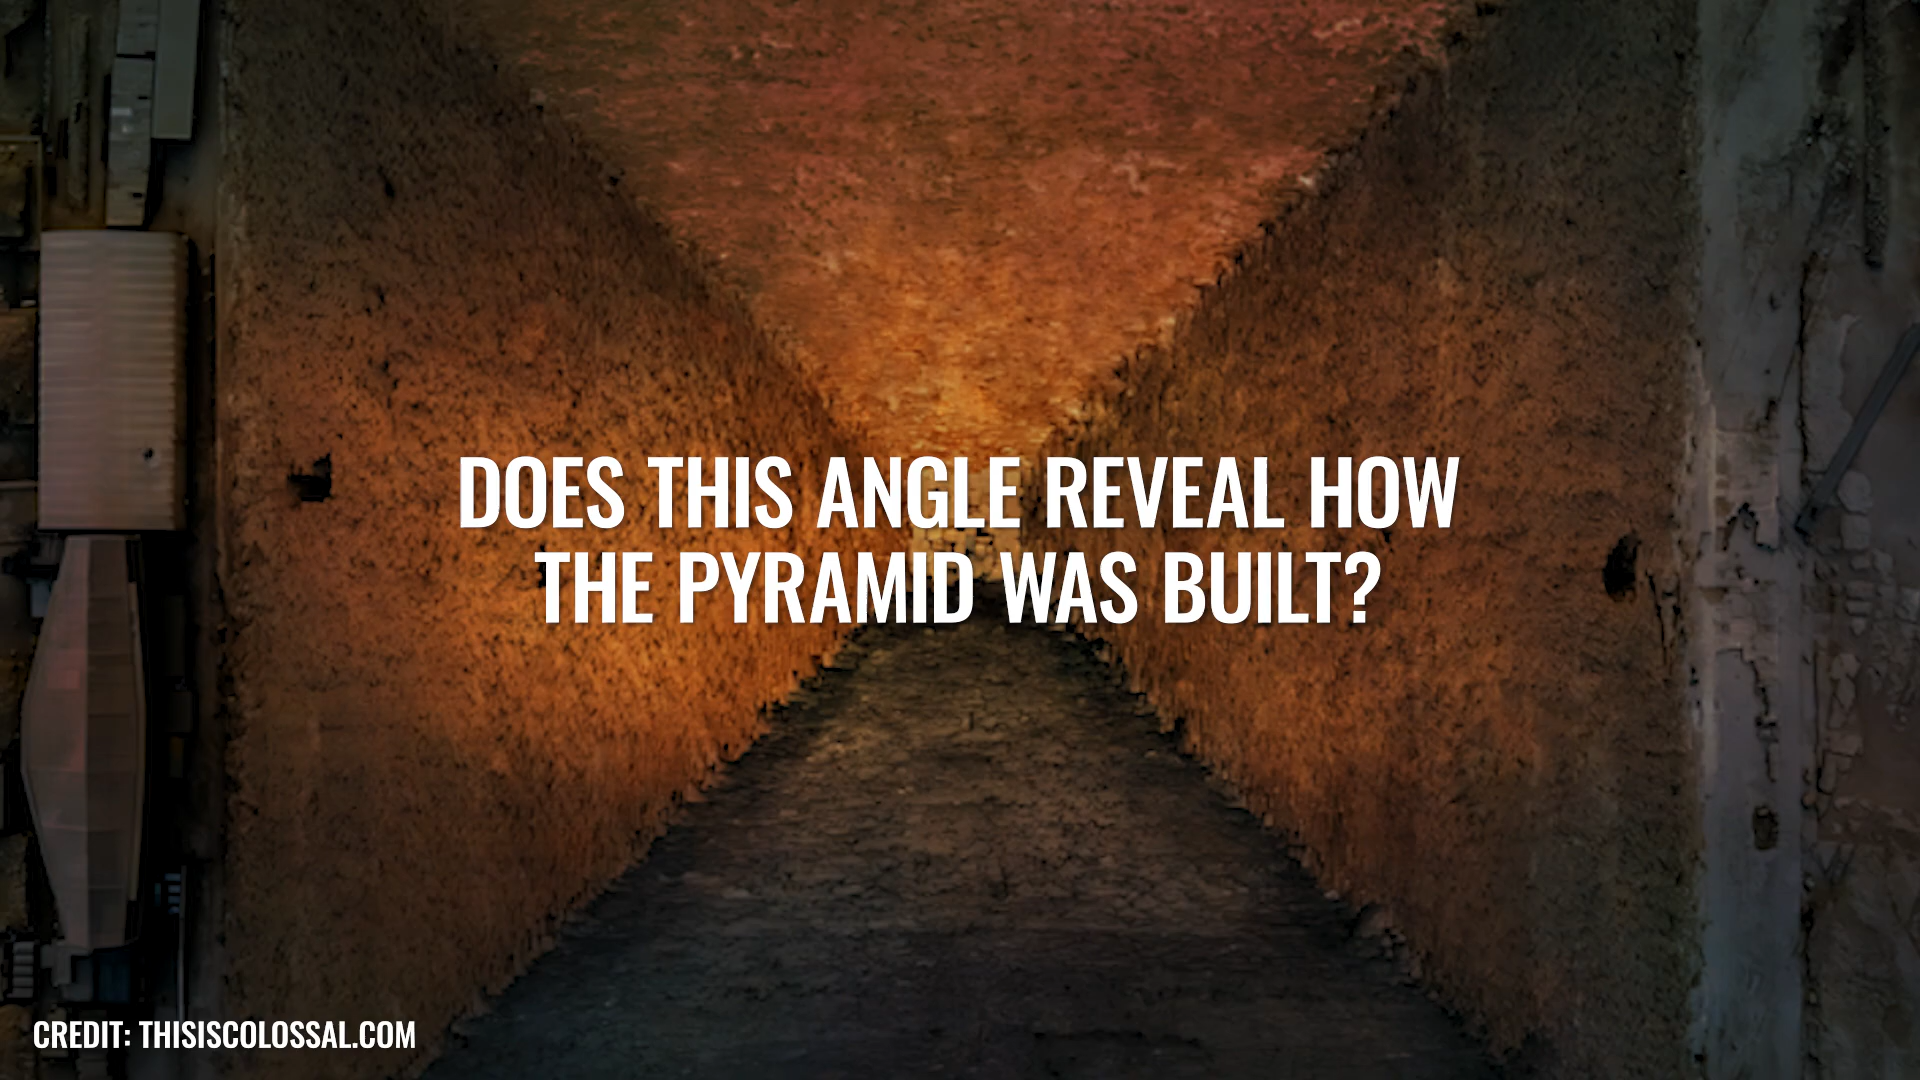 DOES THIS ANGLE REVEAL HOW
THE PYRAMID WAS BUILT?
CREDIT: THISISCOLOSSAL.COM